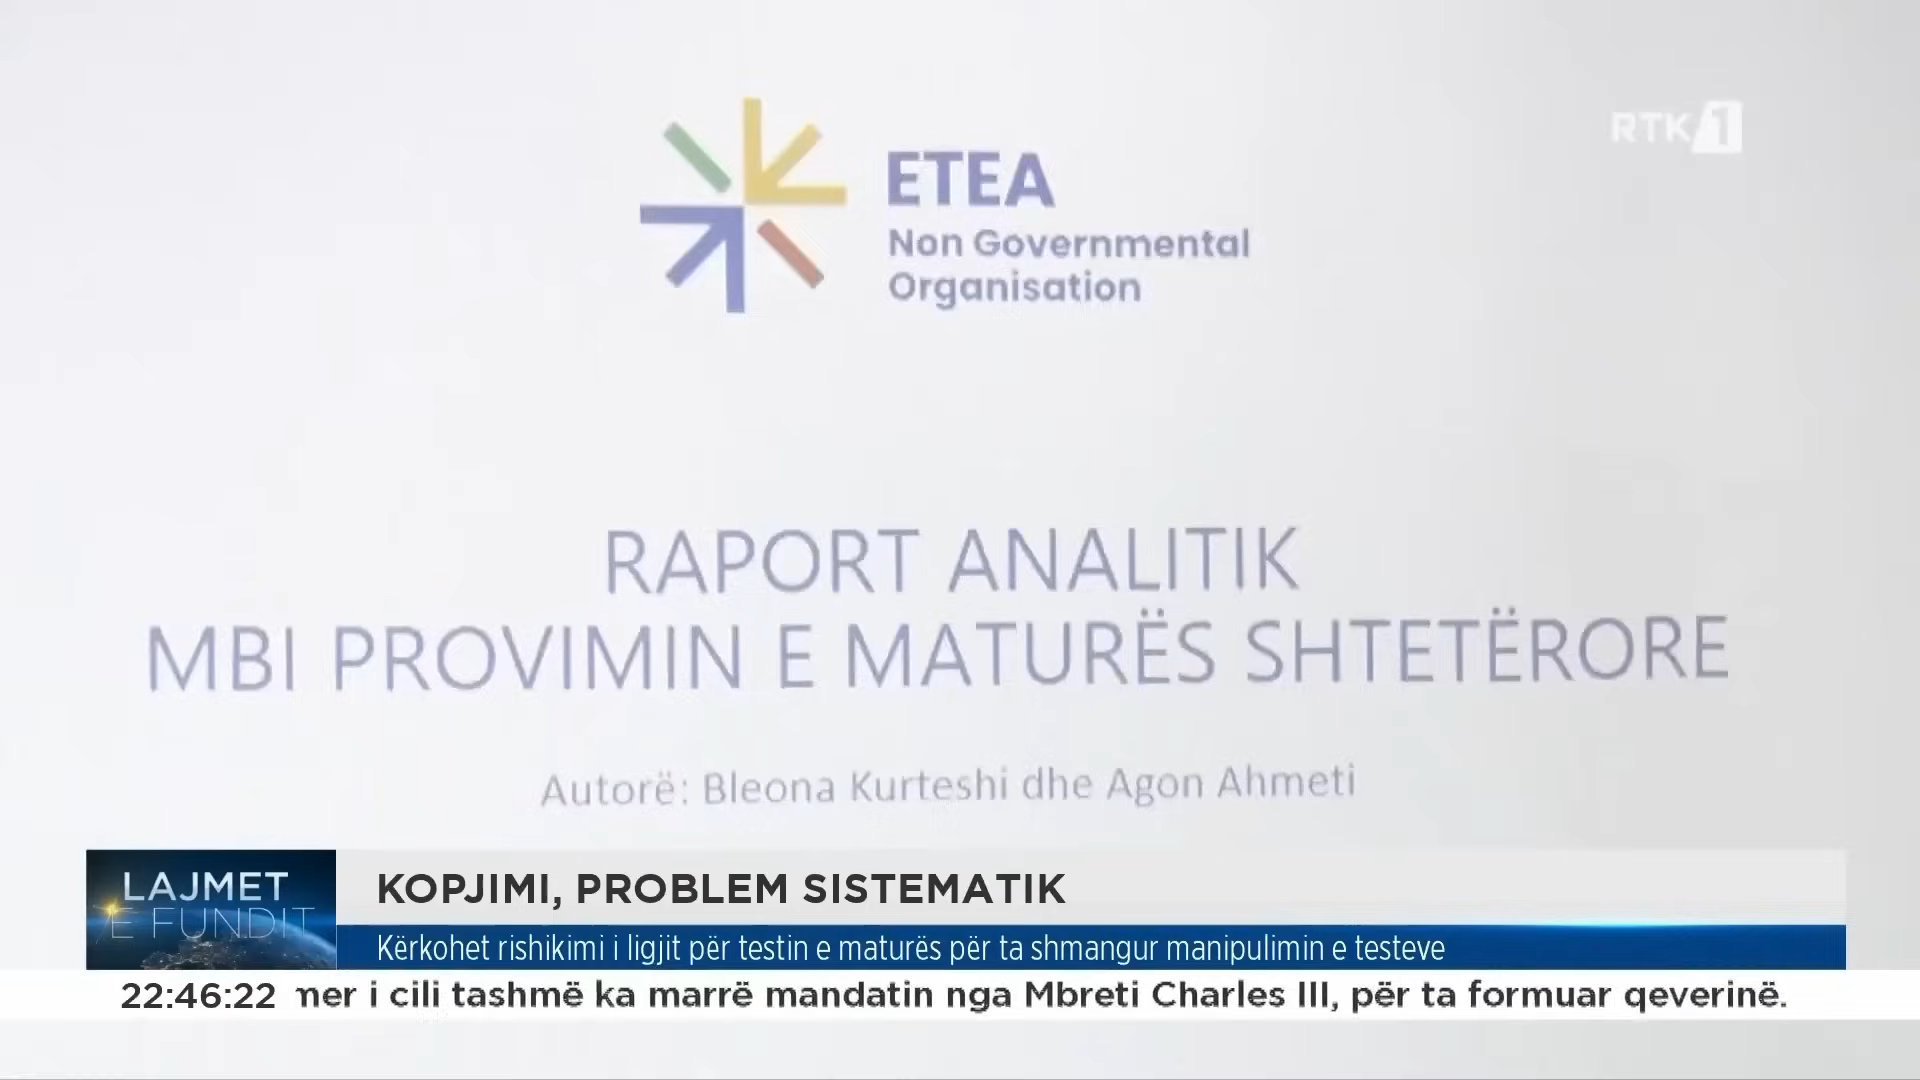 RTK 1
ETEA
Non Governmental
Organisation
RAPORT ANALITIK
MBI PROVIMIN E MATURËS SHTETËRORE
Autorë: Bleona Kurteshi dhe Agon Ahmeti
LAJMET
E FUNDIT
KOPJIMI, PROBLEM SISTEMATIK
Kërkohet rishikimi i ligjit për testin e maturës për ta shmangur manipulimin e testeve
22:46:22 i cili tashmë ka marrë mandatin nga Mbreti Charles III, për ta formuar qeverinë.